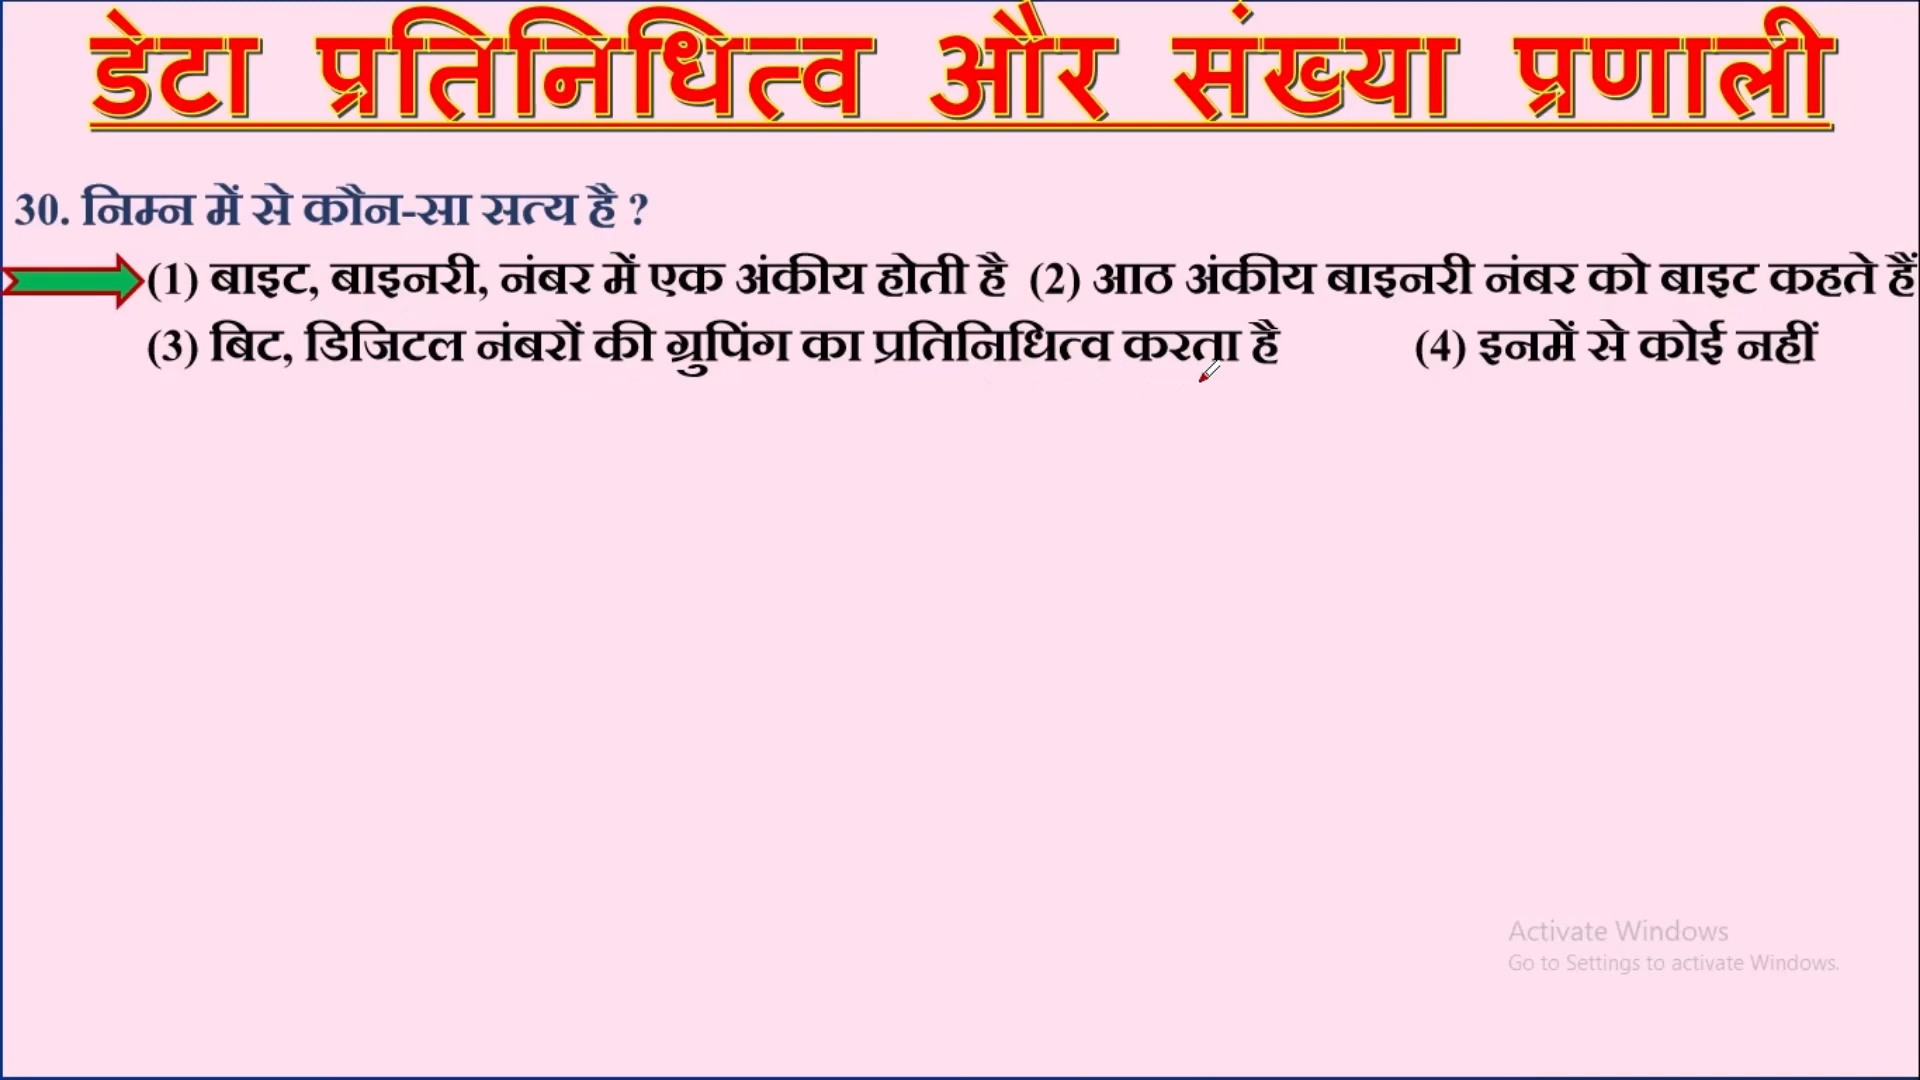 डेटा प्रतिनिधित्व और संख्या प्रणाली
30. निम्न में से कौन-सा सत्य है ?
(1) बाइट, बाइनरी, नंबर में एक अंकीय होती है (2) आठ अंकीय बाइनरी नंबर को बाइट कहते हैं
(3) बिट, डिजिटल नंबरों की ग्रुपिंग का प्रतिनिधित्व करता है (4) इनमें से कोई नहीं
Activate Windows
Go to Settings to activate Windows.